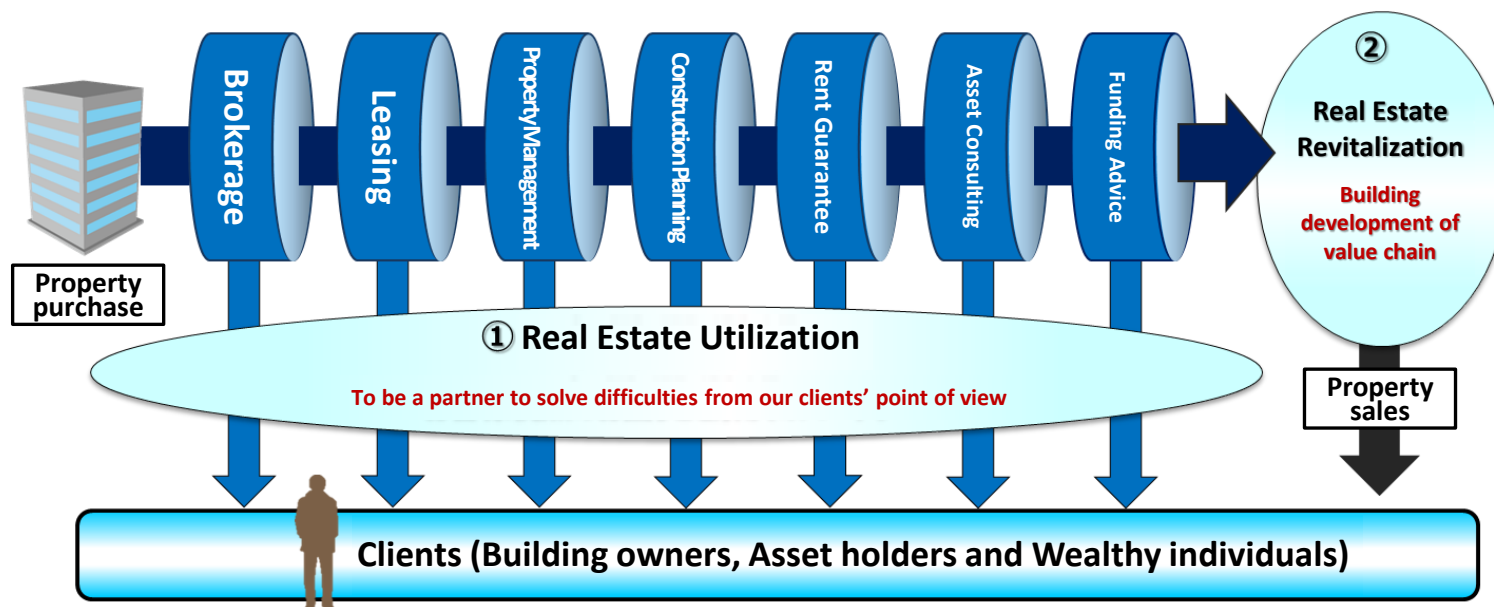 Brokerage
Leasing
Property Management
Construction Planning
Rent Guarantee
Asset Consulting
Funding Advice
②
Real Estate
Revitalization
Building
development of
value chain
Property
purchase
① Real Estate Utilization
To be a partner to solve difficulties from our clients’ point of view
Property
sales
Clients (Building owners, Asset holders and Wealthy individuals)